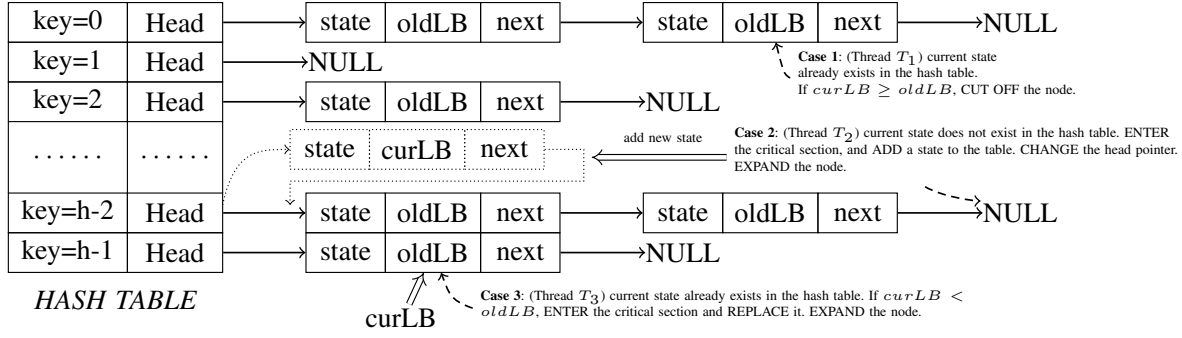 key=0 Head state oldLB next state oldLB next NULL
Case 1: (Thread T1) current state
already exists in the hash table.
If curLB ≥ oldLB, CUT OFF the node.
key=1 Head NULL
key=2 Head state oldLB next NULL
...... ...... state curLB next
add new state
Case 2: (Thread T2) current state does not exist in the hash table. ENTER
the critical section, and ADD a state to the table. CHANGE the head pointer.
EXPAND the node.
key=h-2 Head state oldLB next state oldLB next NULL
key=h-1 Head state oldLB next NULL
HASH TABLE
curLB
Case 3: (Thread T3) current state already exists in the hash table. If curLB <
oldLB, ENTER the critical section and REPLACE it. EXPAND the node.